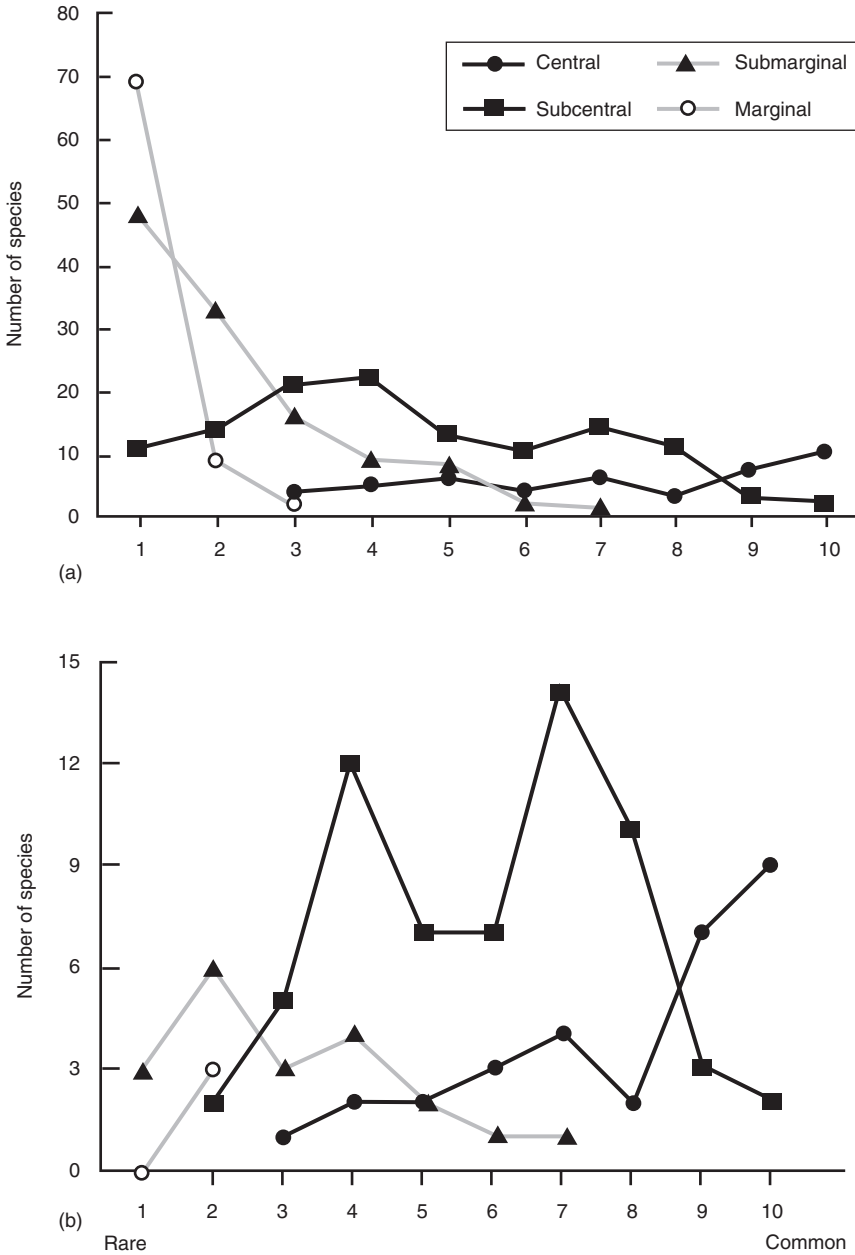 80
70
60
50
40
30
20
10
0
Number of species
Central
Submarginal
Subcentral
Marginal
1 2 3 4 5 6 7 8 9 10
(a)
15
12
9
6
3
0
Number of species
1 2 3 4 5 6 7 8 9 10
(b)
Rare Common